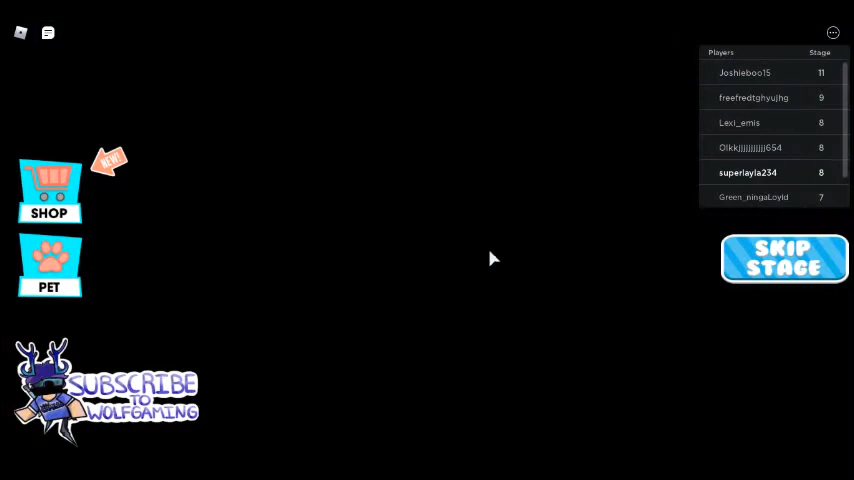 Players Stage
Joshieboo15 11
freefredtghyujhg 9
Lexi_emis 8
superlayla234 8
Green_ningaLoyld 7
NEW!
SHOP
PET
SKIP
STAGE
SUBSCRIBE
TO
WOLFGAMING